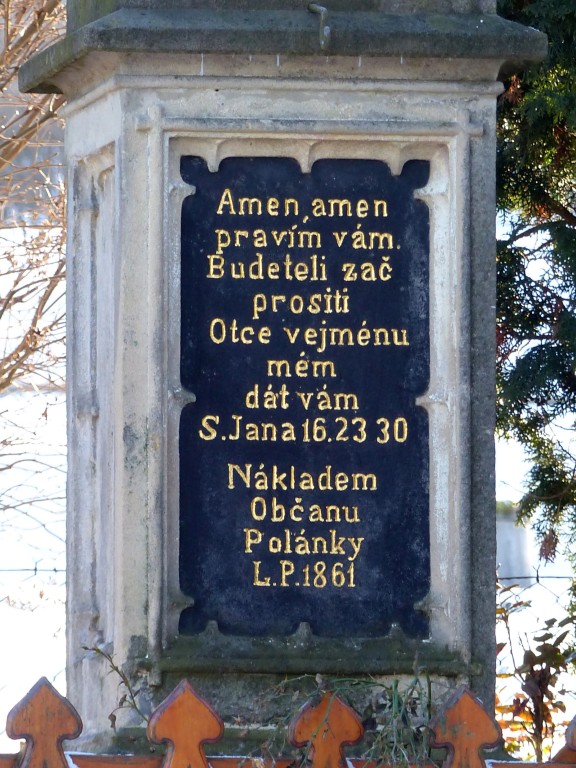 Amen, amen
pravím vám.
Budeteli zač
prositi
Otce vejménu
mém
dát vám
S.Jana 16.23 30
Nákladem
Občanu
Polánky
L.P.1861